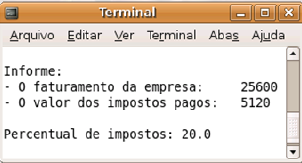 Terminal
Arquivo Editar Ver Terminal Abas Ajuda
Informe:
- O faturamento da empresa: 25600
- O valor dos impostos pagos: 5120
Percentual de impostos: 20.0